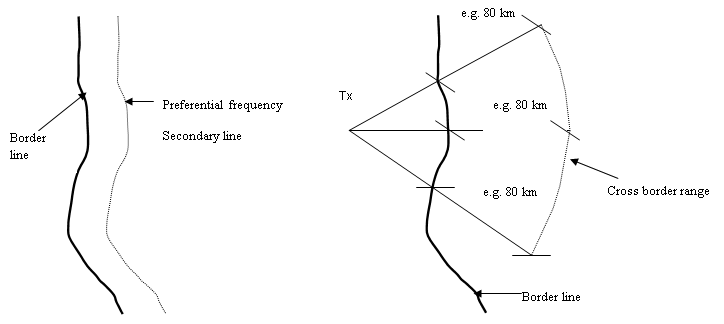 Border
line
Preferential frequency
Secondary line
e.g. 80 km
Tx
e.g. 80 km
e.g. 80 km
Cross border range
Border line